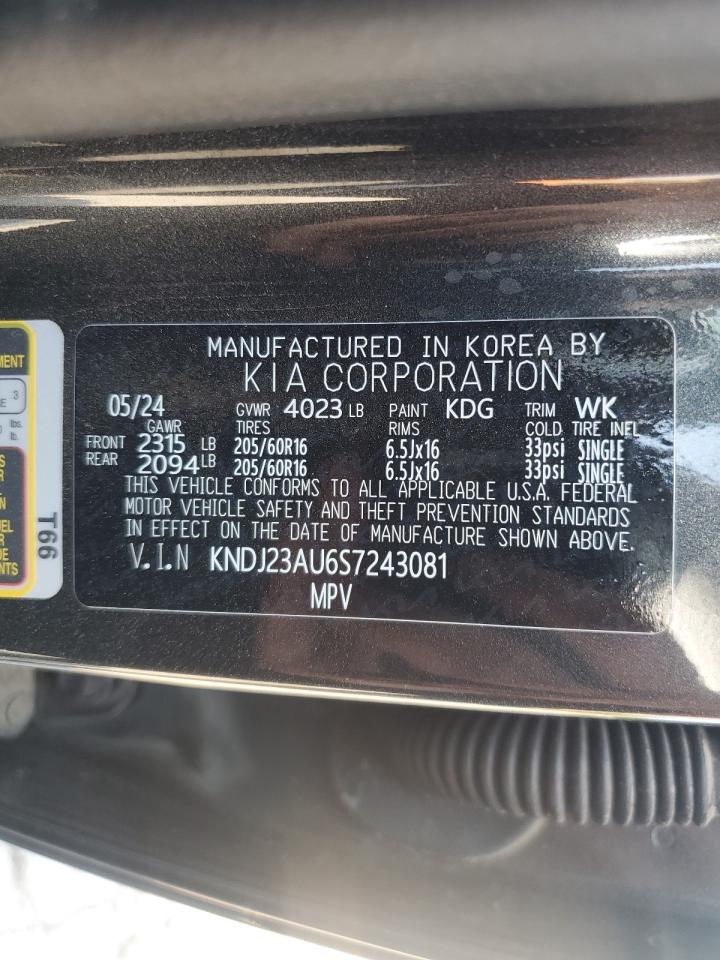 MANUFACTURED IN KOREA BY
KIA CORPORATION
05/24 GVWR 4023 LB PAINT KDG TRIM WK
GAWR TIRES RIMS COLD TIRE INFL
FRONT 2315 LB 205/60R16 6.5Jx16 33psi SINGLE
REAR 2094 LB 205/60R16 6.5Jx16 33psi SINGLE
THIS VEHICLE CONFORMS TO ALL APPLICABLE U.S.A. FEDERAL
MOTOR VEHICLE SAFETY AND THEFT PREVENTION STANDARDS
IN EFFECT ON THE DATE OF MANUFACTURE SHOWN ABOVE.
V.I.N KNDJ23AU6S7243081
MPV
3
lbs.
lb.
T66